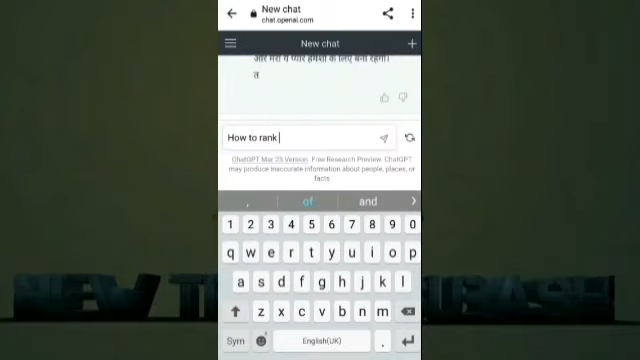 New chat
chat.openai.com
New chat
और मेरा ये प्यार हमेशा के लिए बना रहेगा।
त
How to rank
ChatGPT Mar 23 Version. Free Research Preview. ChatGPT
may produce inaccurate information about people, places, or
facts
, of and
1 2 3 4 5 6 7 8 9 0
q w e r t y u i o p
a s d f g h j k l
z x c v b n m
Sym English(UK) .